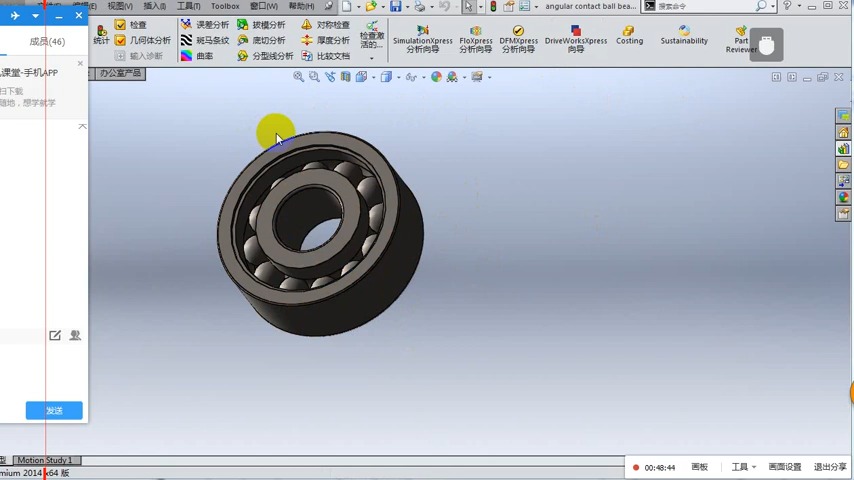 编辑(E) 视图(V) 插入(I) 工具(T) Toolbox 窗口(W) 帮助(H)
angular contact ball bea...
搜索命令
成员(46)
课堂-手机APP
扫下载
随地，想学就学
发送
统计
检查
几何体分析
输入诊断
误差分析
斑马条纹
曲率
拔模分析
底切分析
分型线分析
对称检查
厚度分析
比较文档
检查激活的...
SimulationXpress 分析向导
FloXpress 分析向导
DFMXpress 分析向导
DriveWorksXpress 向导
Costing
Sustainability
Part Reviewer
办公室产品
型 Motion Study 1
mium 2014 x64 版
00:48:44 画板 工具 画面设置 退出分享